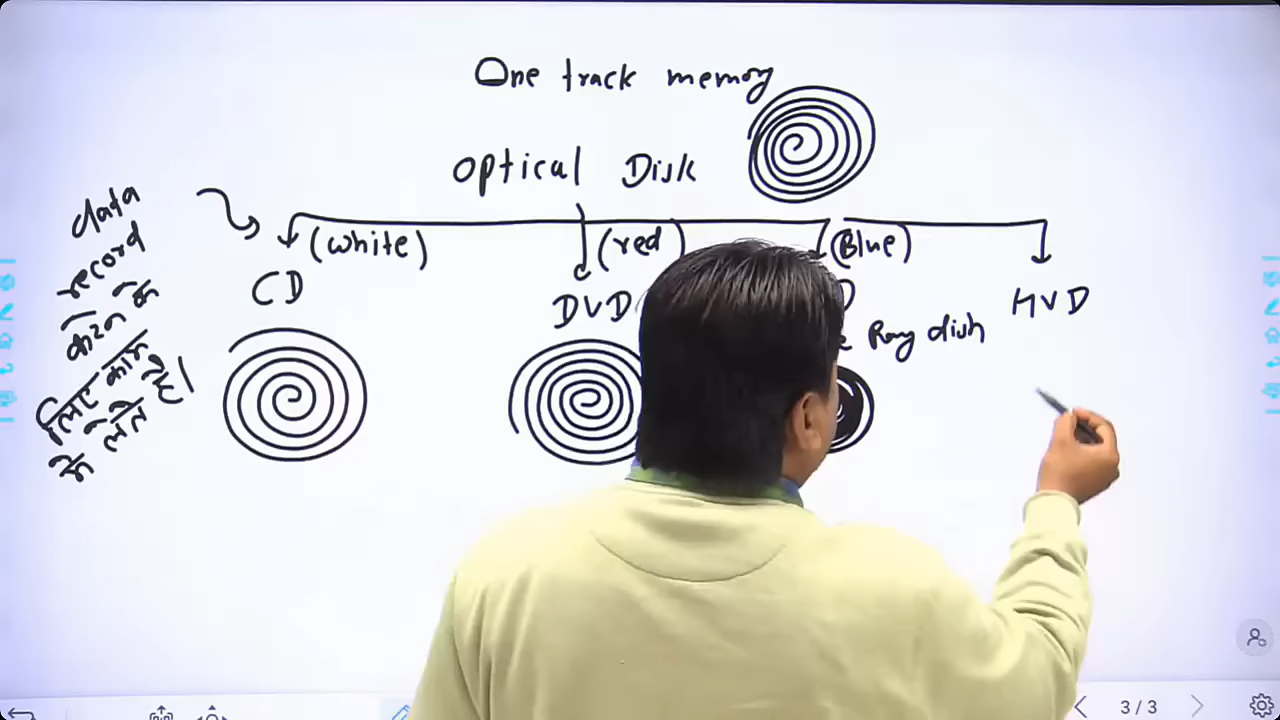 One track memory
Optical Disk
(white)
(red)
(Blue)
CD
DVD
D
HVD
Ray dish
data
record
करने के
लिए काम
में लेते है।
3/3